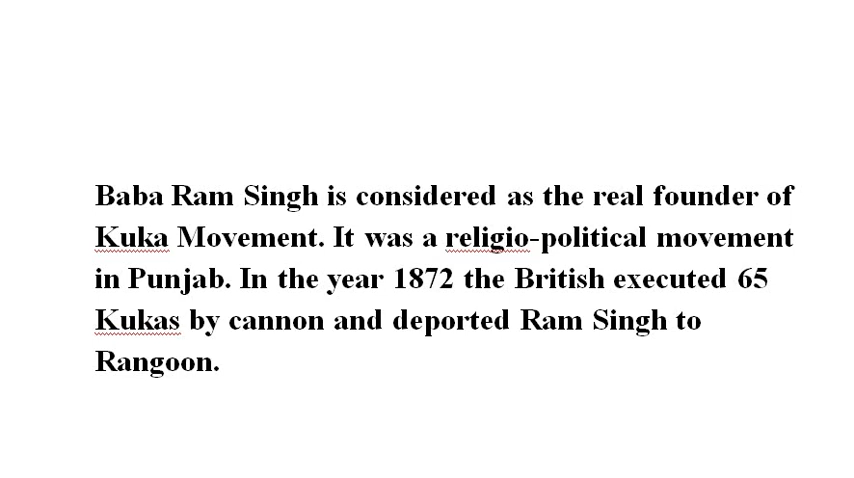 Baba Ram Singh is considered as the real founder of
Kuka Movement. It was a religio-political movement
in Punjab. In the year 1872 the British executed 65
Kukas by cannon and deported Ram Singh to
Rangoon.